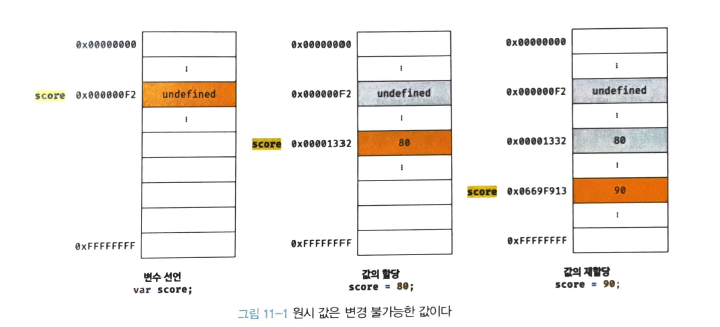 0x00000000
⋮
score 0x000000F2 undefined
⋮
0xFFFFFFFF
변수 선언
var score;
0x00000000
⋮
0x000000F2 undefined
⋮
score 0x00001332 80
⋮
0xFFFFFFFF
값의 할당
score = 80;
0x00000000
⋮
0x000000F2 undefined
⋮
0x00001332 80
⋮
score 0x0669F913 90
⋮
0xFFFFFFFF
값의 재할당
score = 90;
그림 11-1 원시 값은 변경 불가능한 값이다